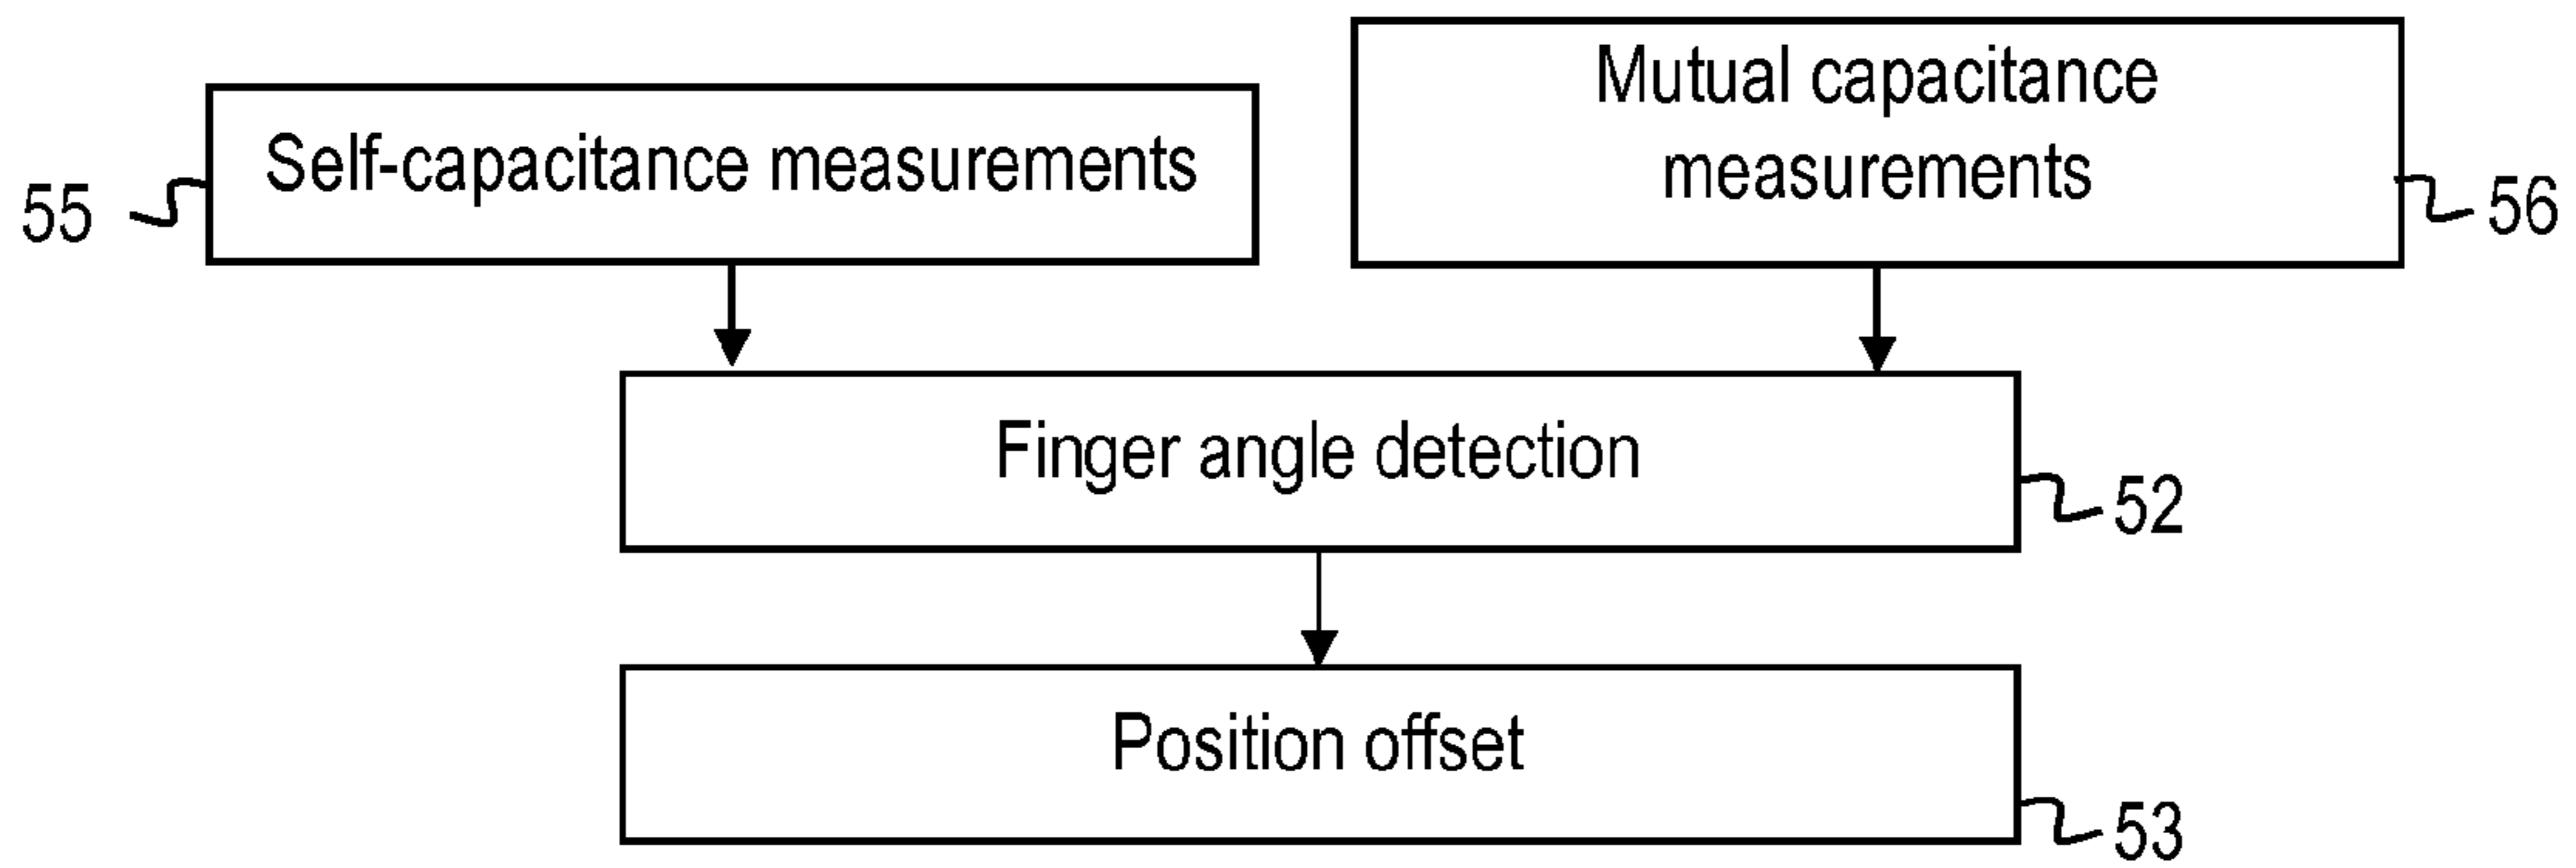 Mutual capacitance
measurements
Self-capacitance measurements
55
56
Finger angle detection
52
Position offset
53